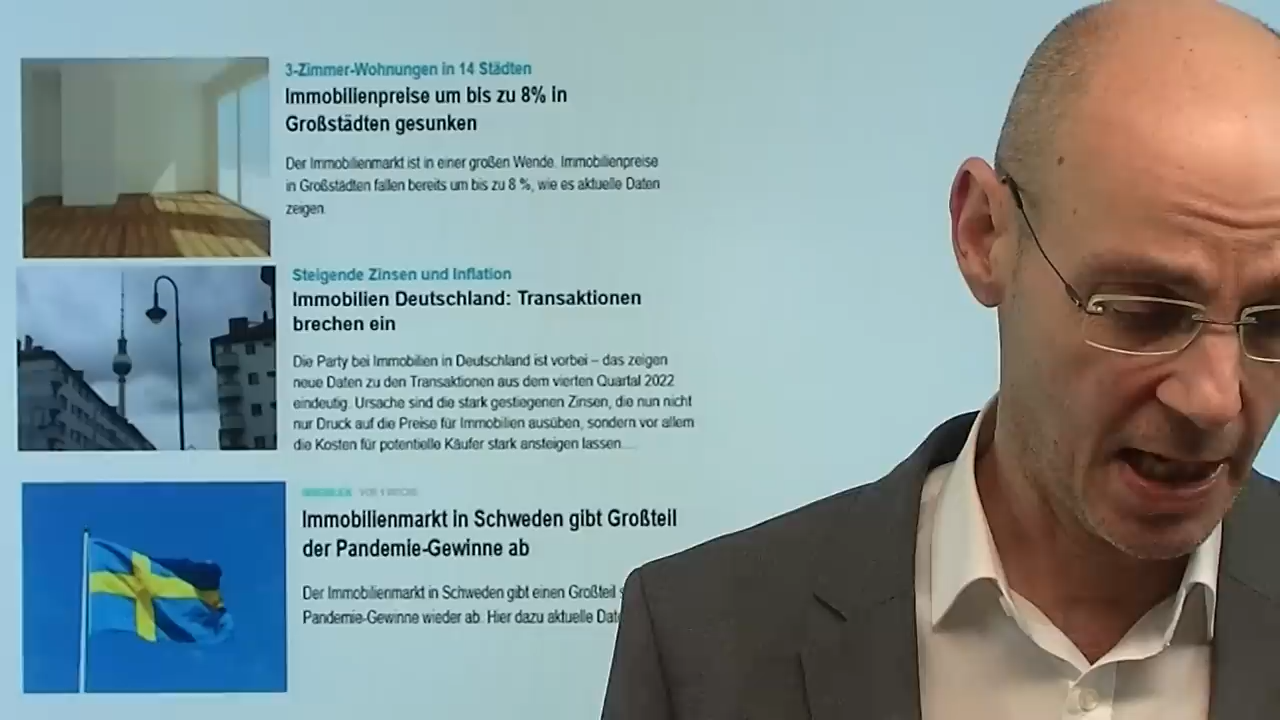 3-Zimmer-Wohnungen in 14 Städten
Immobilienpreise um bis zu 8% in
Großstädten gesunken
Der Immobilienmarkt ist in einer großen Wende. Immobilienpreise
in Großstädten fallen bereits um bis zu 8 %, wie es aktuelle Daten
zeigen.
Steigende Zinsen und Inflation
Immobilien Deutschland: Transaktionen
brechen ein
Die Party bei Immobilien in Deutschland ist vorbei – das zeigen
neue Daten zu den Transaktionen aus dem vierten Quartal 2022
eindeutig. Ursache sind die stark gestiegenen Zinsen, die nun nicht
nur Druck auf die Preise für Immobilien ausüben, sondern vor allem
die Kosten für potentielle Käufer stark ansteigen lassen....
Immobilienmarkt in Schweden gibt Großteil
der Pandemie-Gewinne ab
Der Immobilienmarkt in Schweden gibt einen Großteil
Pandemie-Gewinne wieder ab. Hier dazu aktuelle